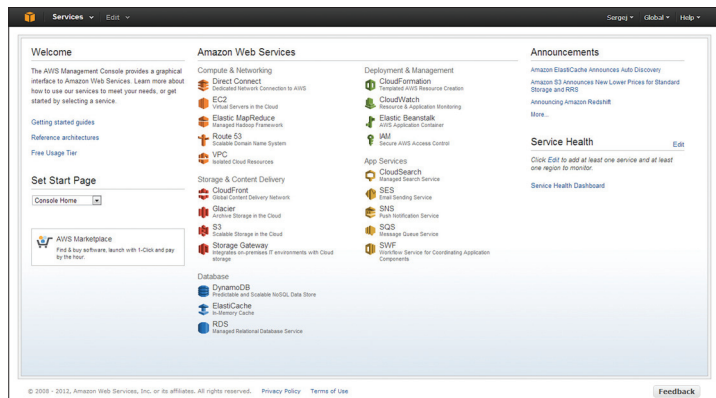 Services Edit Sergej Global Help
Welcome
The AWS Management Console provides a graphical
interface to Amazon Web Services. Learn more about
how to use our services to meet your needs, or get
started by selecting a service.
Getting started guides
Reference architectures
Free Usage Tier
Set Start Page
Console Home
AWS Marketplace
Find & buy software, launch with 1-Click and pay
by the hour.
Amazon Web Services
Compute & Networking
Direct Connect
Dedicated Network Connection to AWS
EC2
Virtual Servers in the Cloud
Elastic MapReduce
Managed Hadoop Framework
Route 53
Scalable Domain Name System
VPC
Isolated Cloud Resources
Storage & Content Delivery
CloudFront
Global Content Delivery Network
Glacier
Archive Storage in the Cloud
S3
Scalable Storage in the Cloud
Storage Gateway
Integrates on-premises IT environments with Cloud
storage
Database
DynamoDB
Predictable and Scalable NoSQL Data Store
ElastiCache
In-Memory Cache
RDS
Managed Relational Database Service
Deployment & Management
CloudFormation
Templated AWS Resource Creation
CloudWatch
Resource & Application Monitoring
Elastic Beanstalk
AWS Application Container
IAM
Secure AWS Access Control
App Services
CloudSearch
Managed Search Service
SES
Email Sending Service
SNS
Push Notification Service
SQS
Message Queue Service
SWF
Workflow Service for Coordinating Application
Components
Announcements
Amazon ElastiCache Announces Auto Discovery
Amazon S3 Announces New Lower Prices for Standard
Storage and RRS
Announcing Amazon Redshift
More...
Service Health Edit
Click Edit to add at least one service and at least
one region to monitor.
Service Health Dashboard
© 2008 - 2012, Amazon Web Services, Inc. or its affiliates. All rights reserved. Privacy Policy Terms of Use Feedback